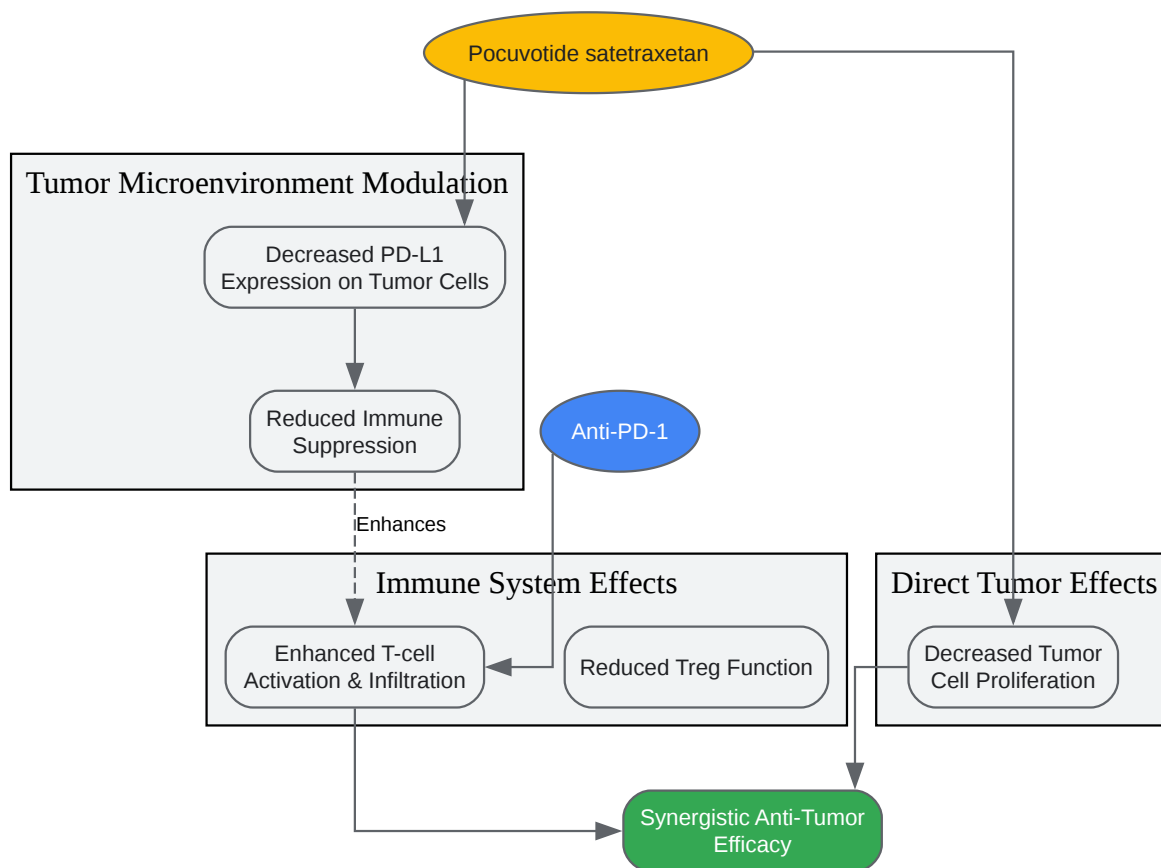 Pocuvotide satetraxetan
Tumor Microenvironment Modulation
Decreased PD-L1
Expression on Tumor Cells
Reduced Immune
Suppression
Anti-PD-1
Enhances
Immune System Effects
Direct Tumor Effects
Enhanced T-cell
Activation & Infiltration
Reduced Treg Function
Decreased Tumor
Cell Proliferation
Synergistic Anti-Tumor
Efficacy